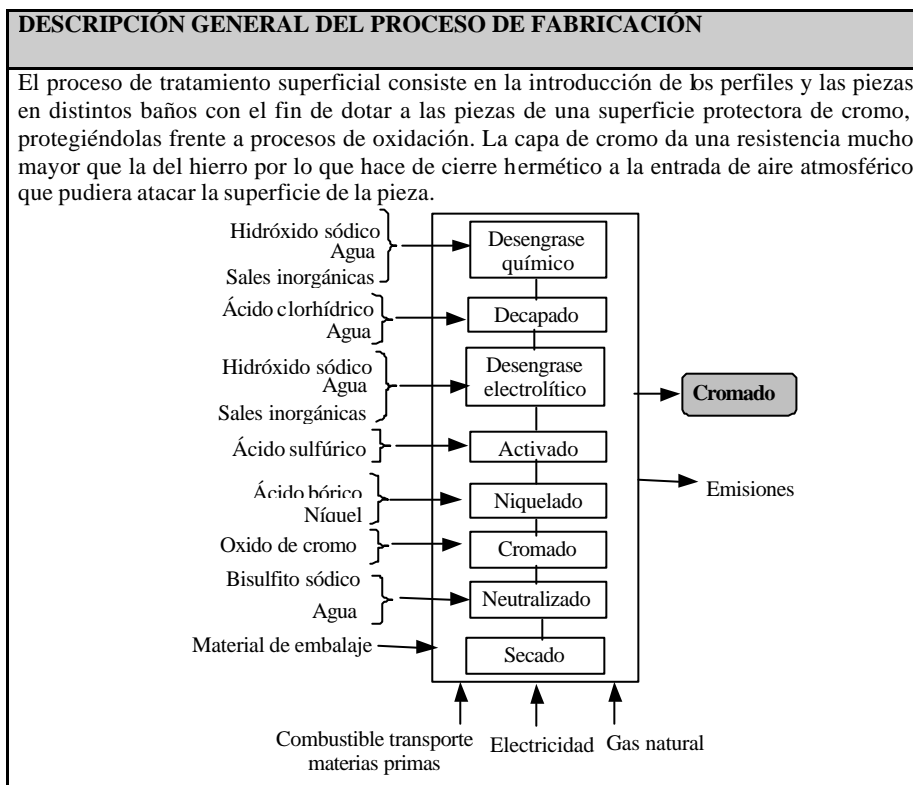 DESCRIPCIÓN GENERAL DEL PROCESO DE FABRICACIÓN
El proceso de tratamiento superficial consiste en la introducción de los perfiles y las piezas
en distintos baños con el fin de dotar a las piezas de una superficie protectora de cromo,
protegiéndolas frente a procesos de oxidación. La capa de cromo da una resistencia mucho
mayor que la del hierro por lo que hace de cierre hermético a la entrada de aire atmosférico
que pudiera atacar la superficie de la pieza.
Hidróxido sódico
Agua
Sales inorgánicas
Desengrase
químico
Ácido clorhídrico
Agua
Decapado
Hidróxido sódico
Agua
Sales inorgánicas
Desengrase
electrolítico
Cromado
Ácido sulfúrico
Activado
Ácido bórico
Níquel
Niquelado
Emisiones
Oxido de cromo
Cromado
Bisulfito sódico
Agua
Neutralizado
Material de embalaje
Secado
Combustible transporte
materias primas
Electricidad
Gas natural